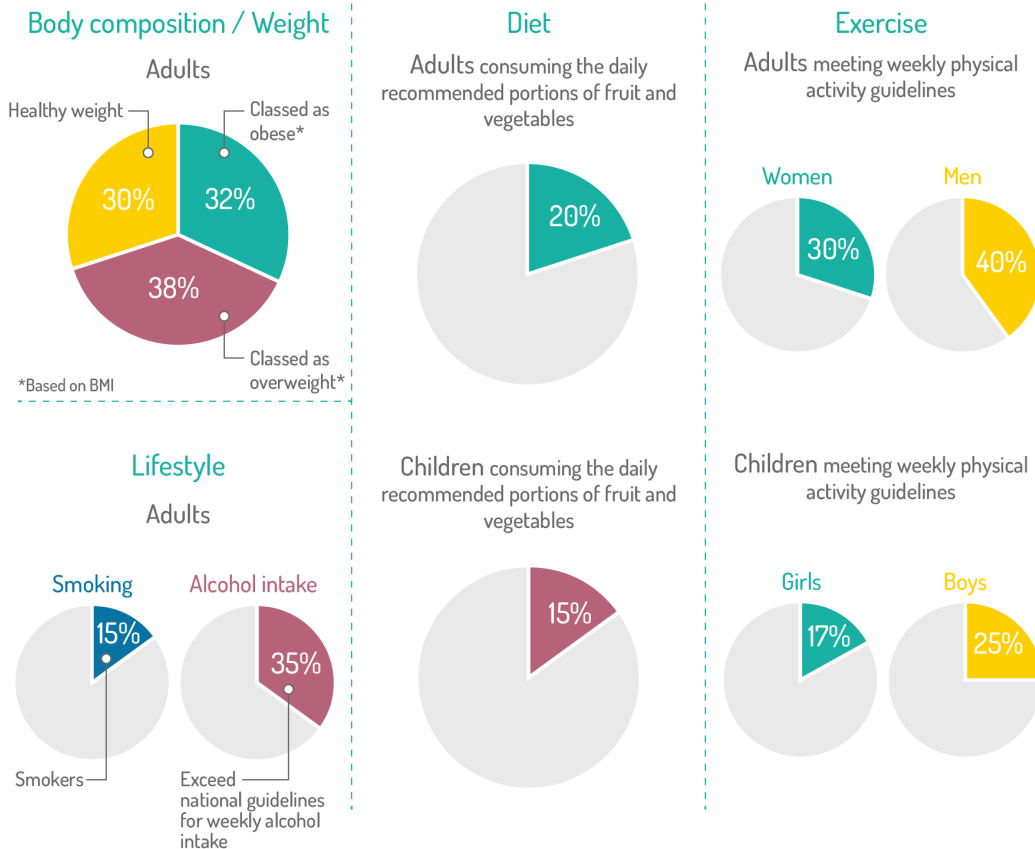 Body composition / Weight
Adults
Healthy weight
Classed as
obese*
30%
32%
38%
Classed as
overweight*
*Based on BMI
Diet
Adults consuming the daily
recommended portions of fruit and
vegetables
20%
Exercise
Adults meeting weekly physical
activity guidelines
Women
Men
30%
40%
Lifestyle
Adults
Smoking
Alcohol intake
15%
35%
Smokers
Exceed
national guidelines
for weekly alcohol
intake
Children consuming the daily
recommended portions of fruit and
vegetables
15%
Children meeting weekly physical
activity guidelines
Girls
Boys
17%
25%